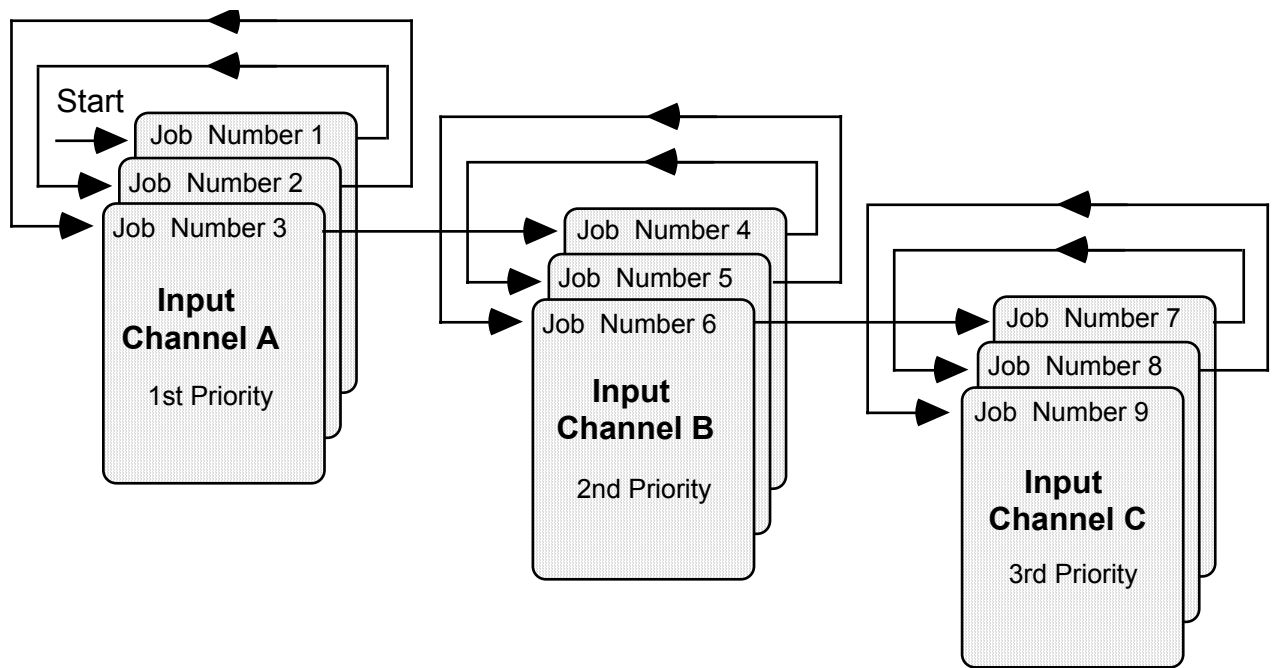 Start
Job Number 1
Job Number 2
Job Number 3
Input
Channel A
1st Priority
Job Number 4
Job Number 5
Job Number 6
Input
Channel B
2nd Priority
Job Number 7
Job Number 8
Job Number 9
Input
Channel C
3rd Priority